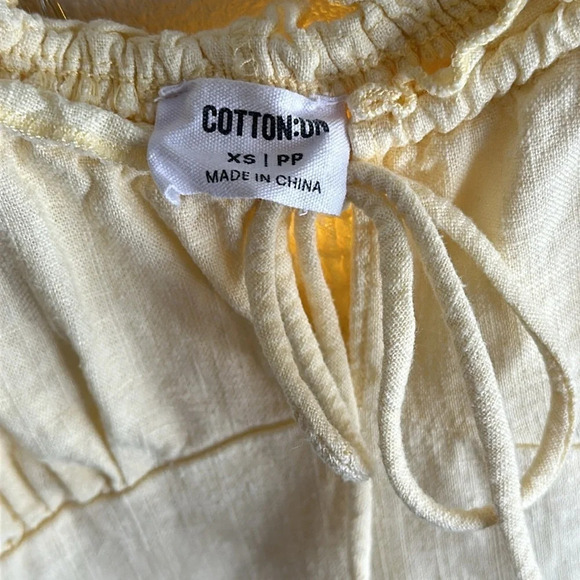 COTTON:ON
XS | PP
MADE IN CHINA